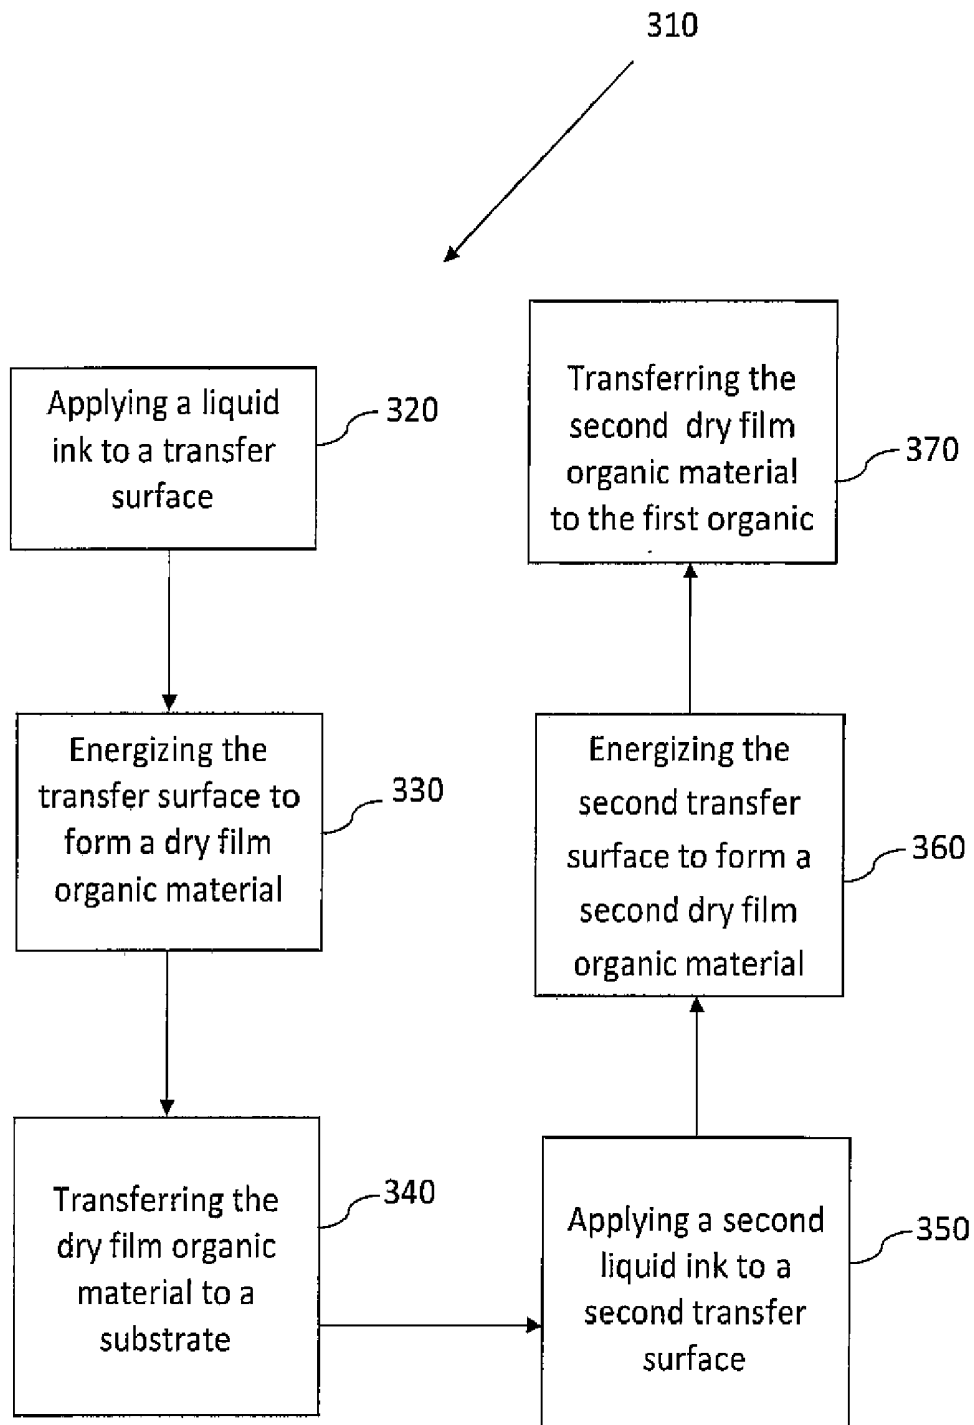 310
Applying a liquid
ink to a transfer
surface
320
Energizing the
transfer surface to
form a dry film
organic material
330
Transferring the
dry film organic
material to a
substrate
340
Applying a second
liquid ink to a
second transfer
surface
350
Energizing the
second transfer
surface to form a
second dry film
organic material
360
Transferring the
second dry film
organic material
to the first organic
370